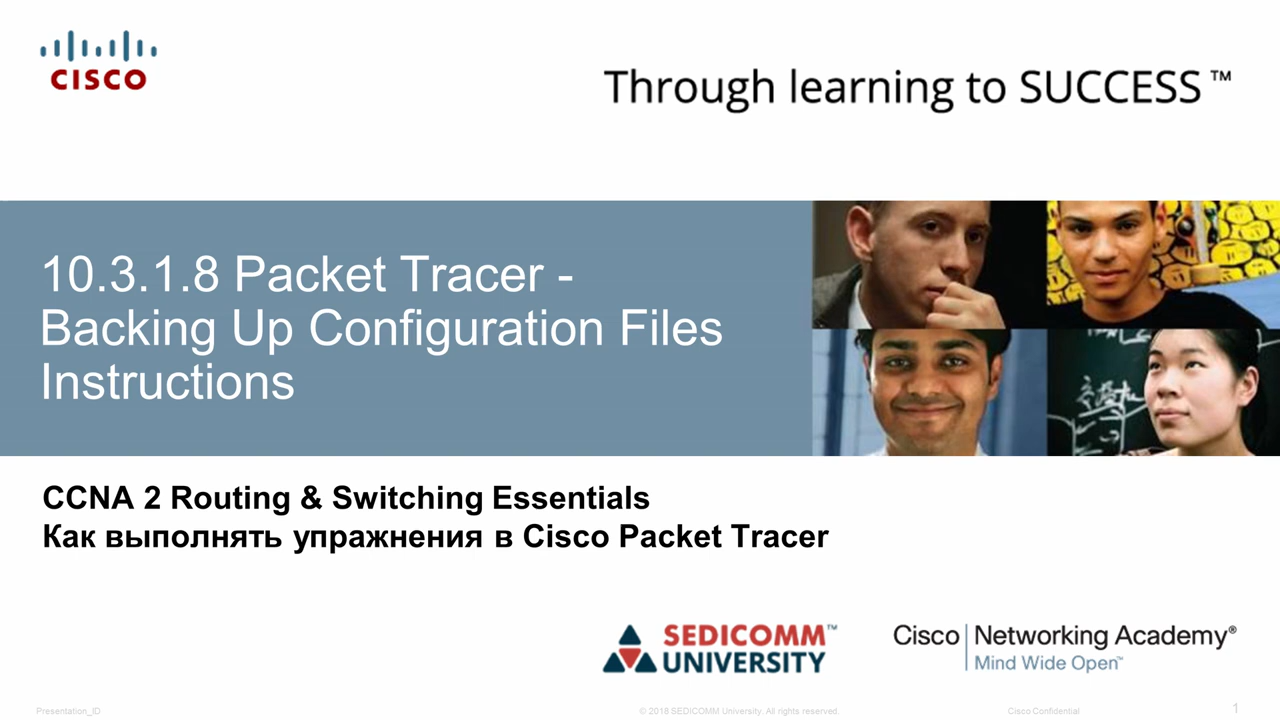 CISCO
Through learning to SUCCESS™
10.3.1.8 Packet Tracer -
Backing Up Configuration Files
Instructions
CCNA 2 Routing & Switching Essentials
Как выполнять упражнения в Cisco Packet Tracer
SEDICOMM™
UNIVERSITY
Cisco Networking Academy®
Mind Wide Open™
Presentation_ID
© 2018 SEDICOMM University. All rights reserved.
Cisco Confidential
1